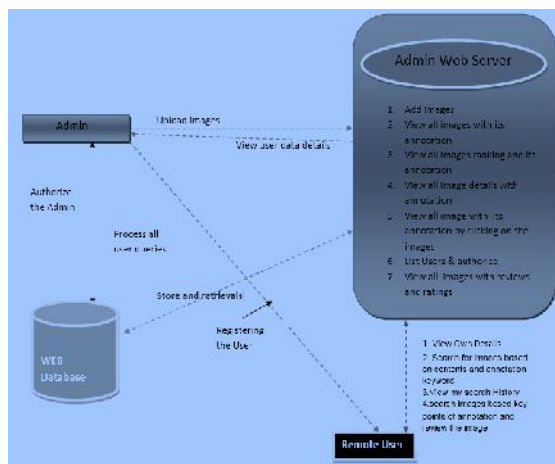 Admin Web Server
1. Add Images
2. View all images with its
annotation
3. View all images ranking and its
annotation
4. View all image details with
annotation
5. View all image with its
annotation by clicking on the
images
6. List Users & authorize
7. View all images with reviews
and ratings
Admin
Upload Images
View user data details
Authorize
the Admin
Process all
user queries
Store and retrievals
Registering
the User
WEB
Database
1. View Own Details
2. Search for images based
on contents and annotation
keyword
3.View my search History
4.search images based key
points of annotation and
review the image
Remote User